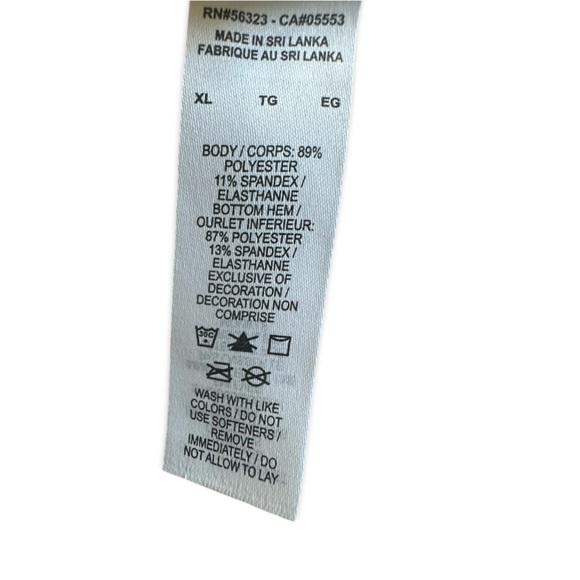 RN#56323 - CA#05553
MADE IN SRI LANKA
FABRIQUE AU SRI LANKA
XL TG EG
BODY / CORPS: 89%
POLYESTER
11% SPANDEX /
ELASTHANNE
BOTTOM HEM /
OURLET INFERIEUR:
87% POLYESTER
13% SPANDEX /
ELASTHANNE
EXCLUSIVE OF
DECORATION /
DECORATION NON
COMPRISE
30C
WASH WITH LIKE
COLORS / DO NOT
USE SOFTENERS /
REMOVE
IMMEDIATELY / DO
NOT ALLOW TO LAY